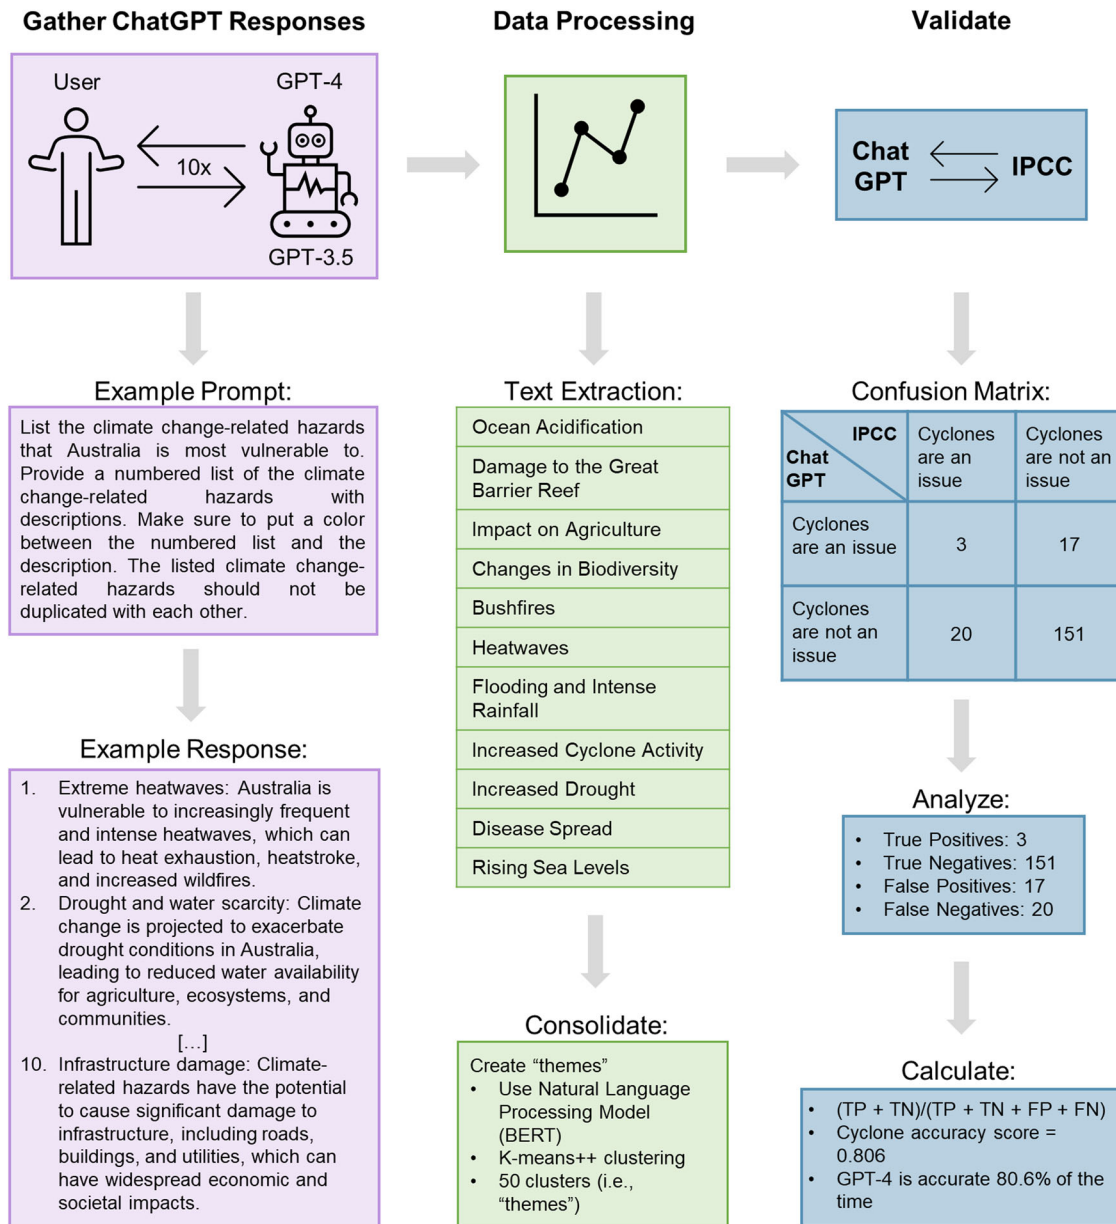 Gather ChatGPT Responses
User
GPT-4
10x
GPT-3.5
Example Prompt:
List the climate change-related hazards
that Australia is most vulnerable to.
Provide a numbered list of the climate
change-related hazards with
descriptions. Make sure to put a color
between the numbered list and the
description. The listed climate change-
related hazards should not be
duplicated with each other.
Example Response:
1. Extreme heatwaves: Australia is
vulnerable to increasingly frequent
and intense heatwaves, which can
lead to heat exhaustion, heatstroke,
and increased wildfires.
2. Drought and water scarcity: Climate
change is projected to exacerbate
drought conditions in Australia,
leading to reduced water availability
for agriculture, ecosystems, and
communities.
[...]
10. Infrastructure damage: Climate-
related hazards have the potential
to cause significant damage to
infrastructure, including roads,
buildings, and utilities, which can
have widespread economic and
societal impacts.
Data Processing
Text Extraction:
Ocean Acidification
Damage to the Great
Barrier Reef
Impact on Agriculture
Changes in Biodiversity
Bushfires
Heatwaves
Flooding and Intense
Rainfall
Increased Cyclone Activity
Increased Drought
Disease Spread
Rising Sea Levels
Consolidate:
Create “themes”
• Use Natural Language
Processing Model
(BERT)
• K-means++ clustering
• 50 clusters (i.e.,
“themes”)
Validate
Chat
GPT
IPCC
Confusion Matrix:
IPCC
Chat
GPT
Cyclones
are an
issue
Cyclones
are not an
issue
Cyclones
are an issue
3
17
Cyclones
are not an
issue
20
151
Analyze:
• True Positives: 3
• True Negatives: 151
• False Positives: 17
• False Negatives: 20
Calculate:
• (TP + TN)/(TP + TN + FP + FN)
• Cyclone accuracy score =
0.806
• GPT-4 is accurate 80.6% of the
time